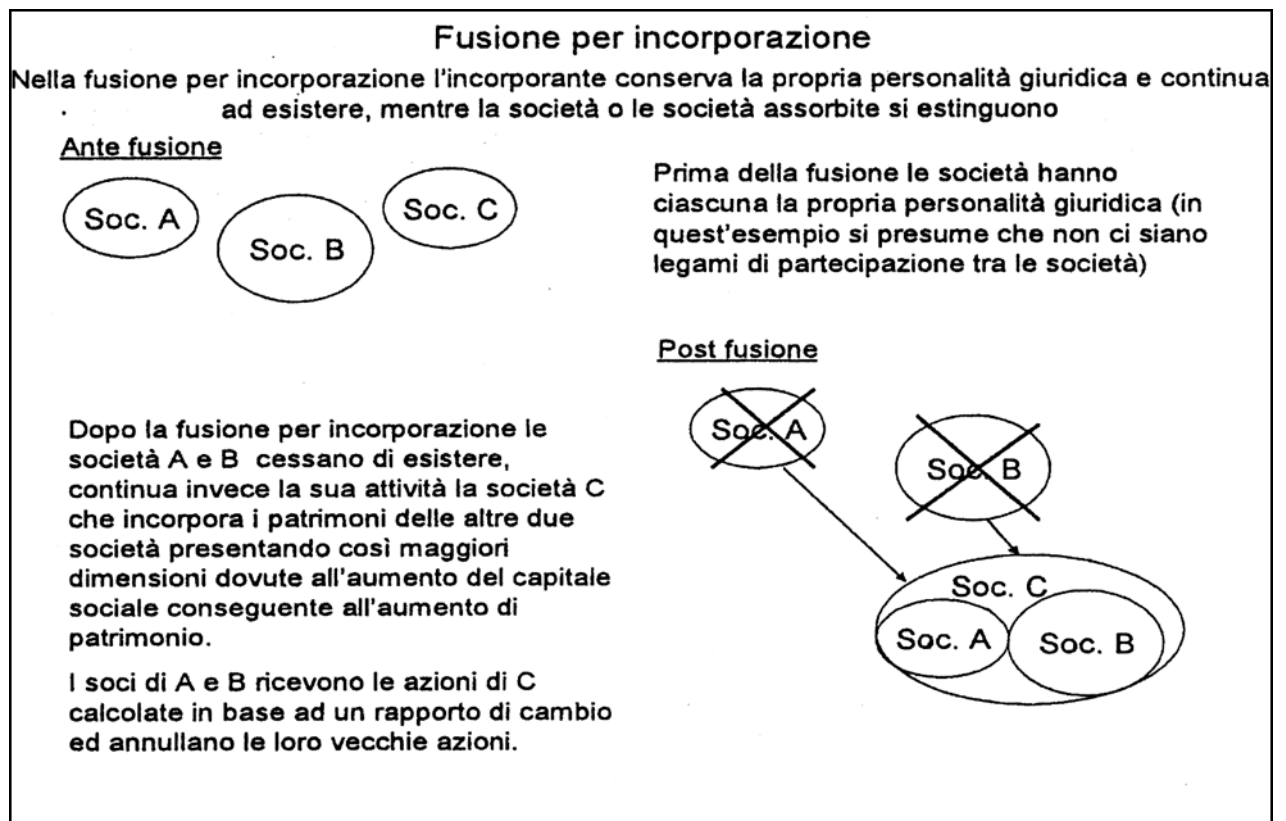 Fusione per incorporazione
Nella fusione per incorporazione l'incorporante conserva la propria personalità giuridica e continua
ad esistere, mentre la società o le società assorbite si estinguono
Ante fusione
Soc. A
Soc. B
Soc. C
Prima della fusione le società hanno
ciascuna la propria personalità giuridica (in
quest'esempio si presume che non ci siano
legami di partecipazione tra le società)
Post fusione
Soc. A
Soc. B
Soc. C
Soc. A
Soc. B
Dopo la fusione per incorporazione le
società A e B cessano di esistere,
continua invece la sua attività la società C
che incorpora i patrimoni delle altre due
società presentando così maggiori
dimensioni dovute all'aumento del capitale
sociale conseguente all'aumento di
patrimonio.
I soci di A e B ricevono le azioni di C
calcolate in base ad un rapporto di cambio
ed annullano le loro vecchie azioni.